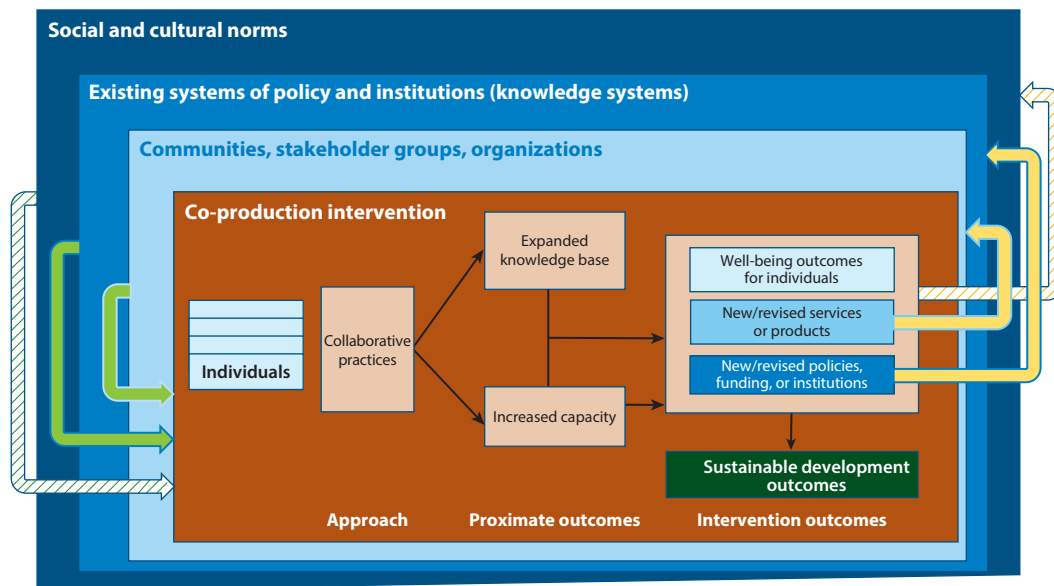 Social and cultural norms
Existing systems of policy and institutions (knowledge systems)
Communities, stakeholder groups, organizations
Co-production intervention
Individuals
Collaborative
practices
Expanded
knowledge base
Increased capacity
Well-being outcomes
for individuals
New/revised services
or products
New/revised policies,
funding, or institutions
Sustainable development
outcomes
Approach
Proximate outcomes
Intervention outcomes